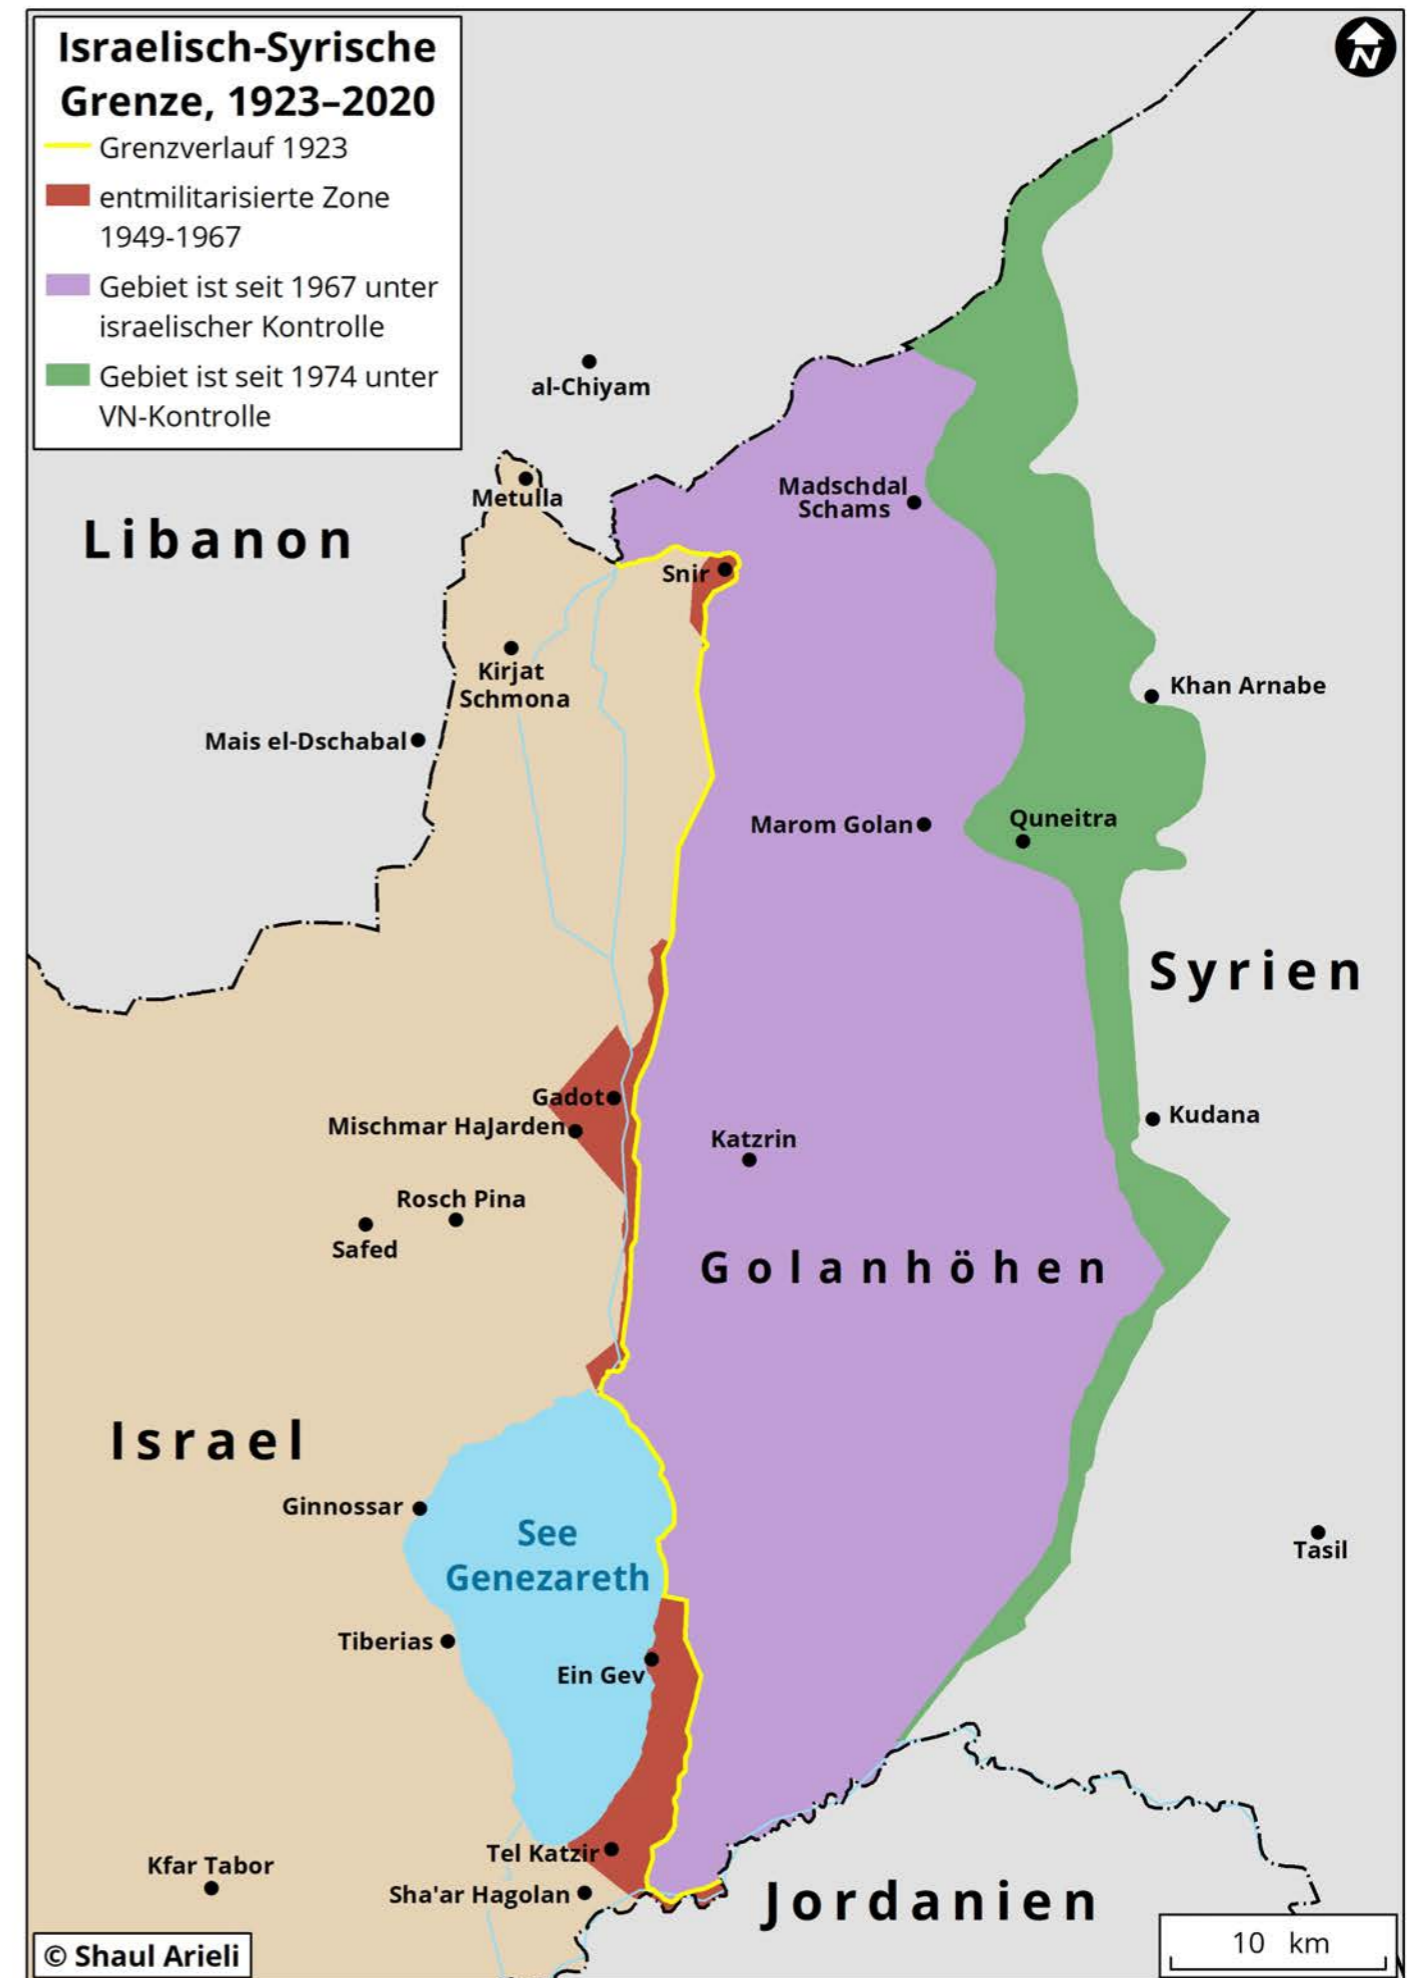 Israelisch-Syrische
Grenze, 1923–2020
Grenzverlauf 1923
entmilitarisierte Zone
1949-1967
Gebiet ist seit 1967 unter
israelischer Kontrolle
Gebiet ist seit 1974 unter
VN-Kontrolle
N
al-Chiyam
Metulla
Madschdal
Schams
Libanon
Snir
Kirjat
Schmona
Khan Arnabe
Mais el-Dschabal
Marom Golan
Quneitra
Syrien
Gadot
Mischmar HaJarden
Kudana
Katzrin
Rosch Pina
Safed
Golanhöhen
Israel
Ginnossar
See
Genezareth
Tasil
Tiberias
Ein Gev
Tel Katzir
Kfar Tabor
Sha'ar Hagolan
Jordanien
10 km
© Shaul Arieli